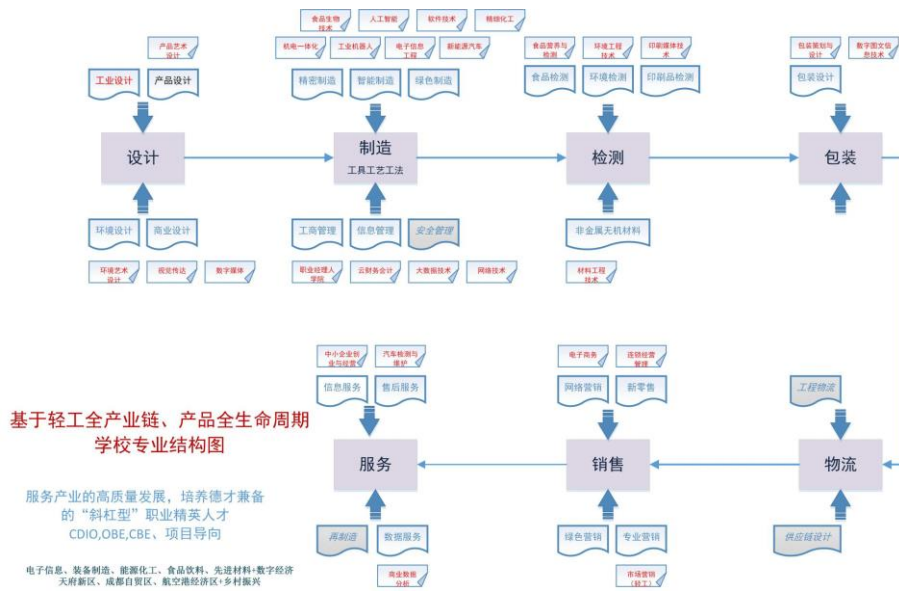 食品生物
技术
人工智能
软件技术
精细化工
产品艺术
设计
机电一体化
工业机器人
电子信息
工程
新能源汽车
食品营养与
检测
环境工程
技术
印刷媒体技
术
包装策划与
设计
数字图文信
息技术
工业设计
产品设计
精密制造
智能制造
绿色制造
食品检测
环境检测
印刷品检测
包装设计
设计
制造
工具工艺工法
检测
包装
环境设计
商业设计
工商管理
信息管理
安全管理
非金属无机材料
环境艺术
设计
视觉传达
数字媒体
职业经理人
学院
云财务会计
大数据技术
网络技术
材料工程
技术
中小企业创
业与经营
汽车检测与
维护
电子商务
连锁经营
管理
信息服务
售后服务
网络营销
新零售
工程物流
基于轻工全产业链、产品全生命周期
学校专业结构图
服务
销售
物流
服务产业的高质量发展，培养德才兼备
的“斜杠型”职业精英人才
CDIO,OBE,CBE、项目导向
再制造
数据服务
绿色营销
专业营销
供应链设计
电子信息、装备制造、能源化工、食品饮料、先进材料+数字经济
天府新区、成都自贸区、航空港经济区+乡村振兴
商业数据
分析
市场营销
（轻工）